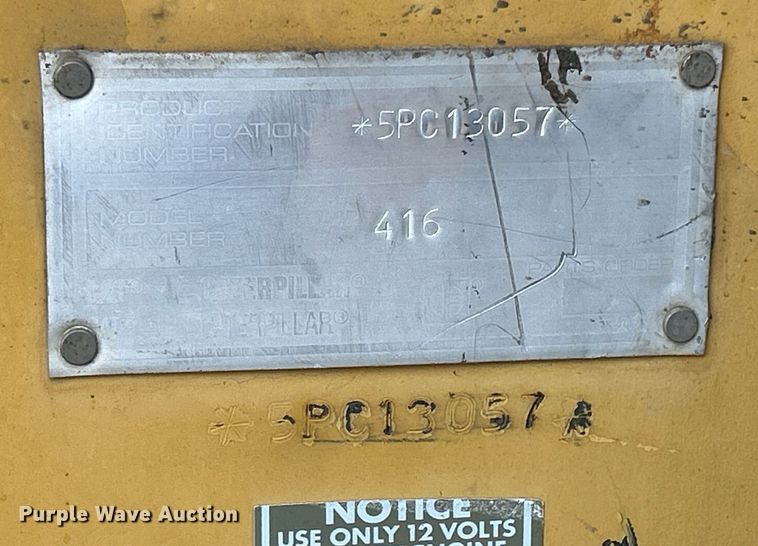 PRODUCT
IDENTIFICATION
NUMBER
*5PC13057*
MODEL
NUMBER
416
CATERPILLAR®
CATERPILLAR®
*5PC13057*
NOTICE
USE ONLY 12 VOLTS
Purple Wave Auction